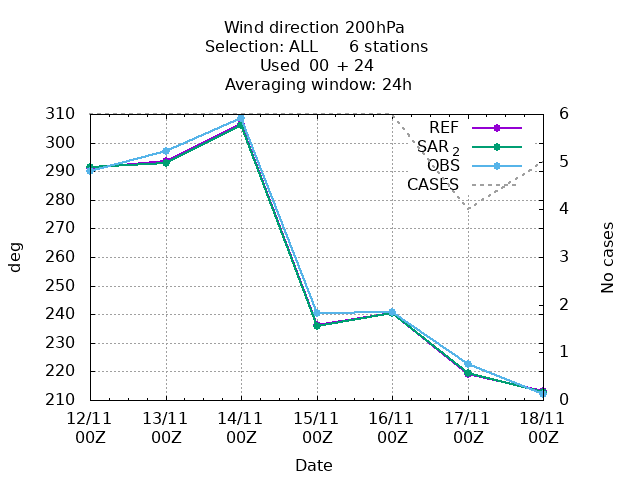 Wind direction 200hPa
Selection: ALL 6 stations
Used 00 + 24
Averaging window: 24h
310
300
290
280
270
260
250
240
230
220
210
deg
6
5
4
3
2
1
0
No cases
REF
SAR 2
OBS
CASES
12/11 13/11 14/11 15/11 16/11 17/11 18/11
00Z 00Z 00Z 00Z 00Z 00Z 00Z
Date